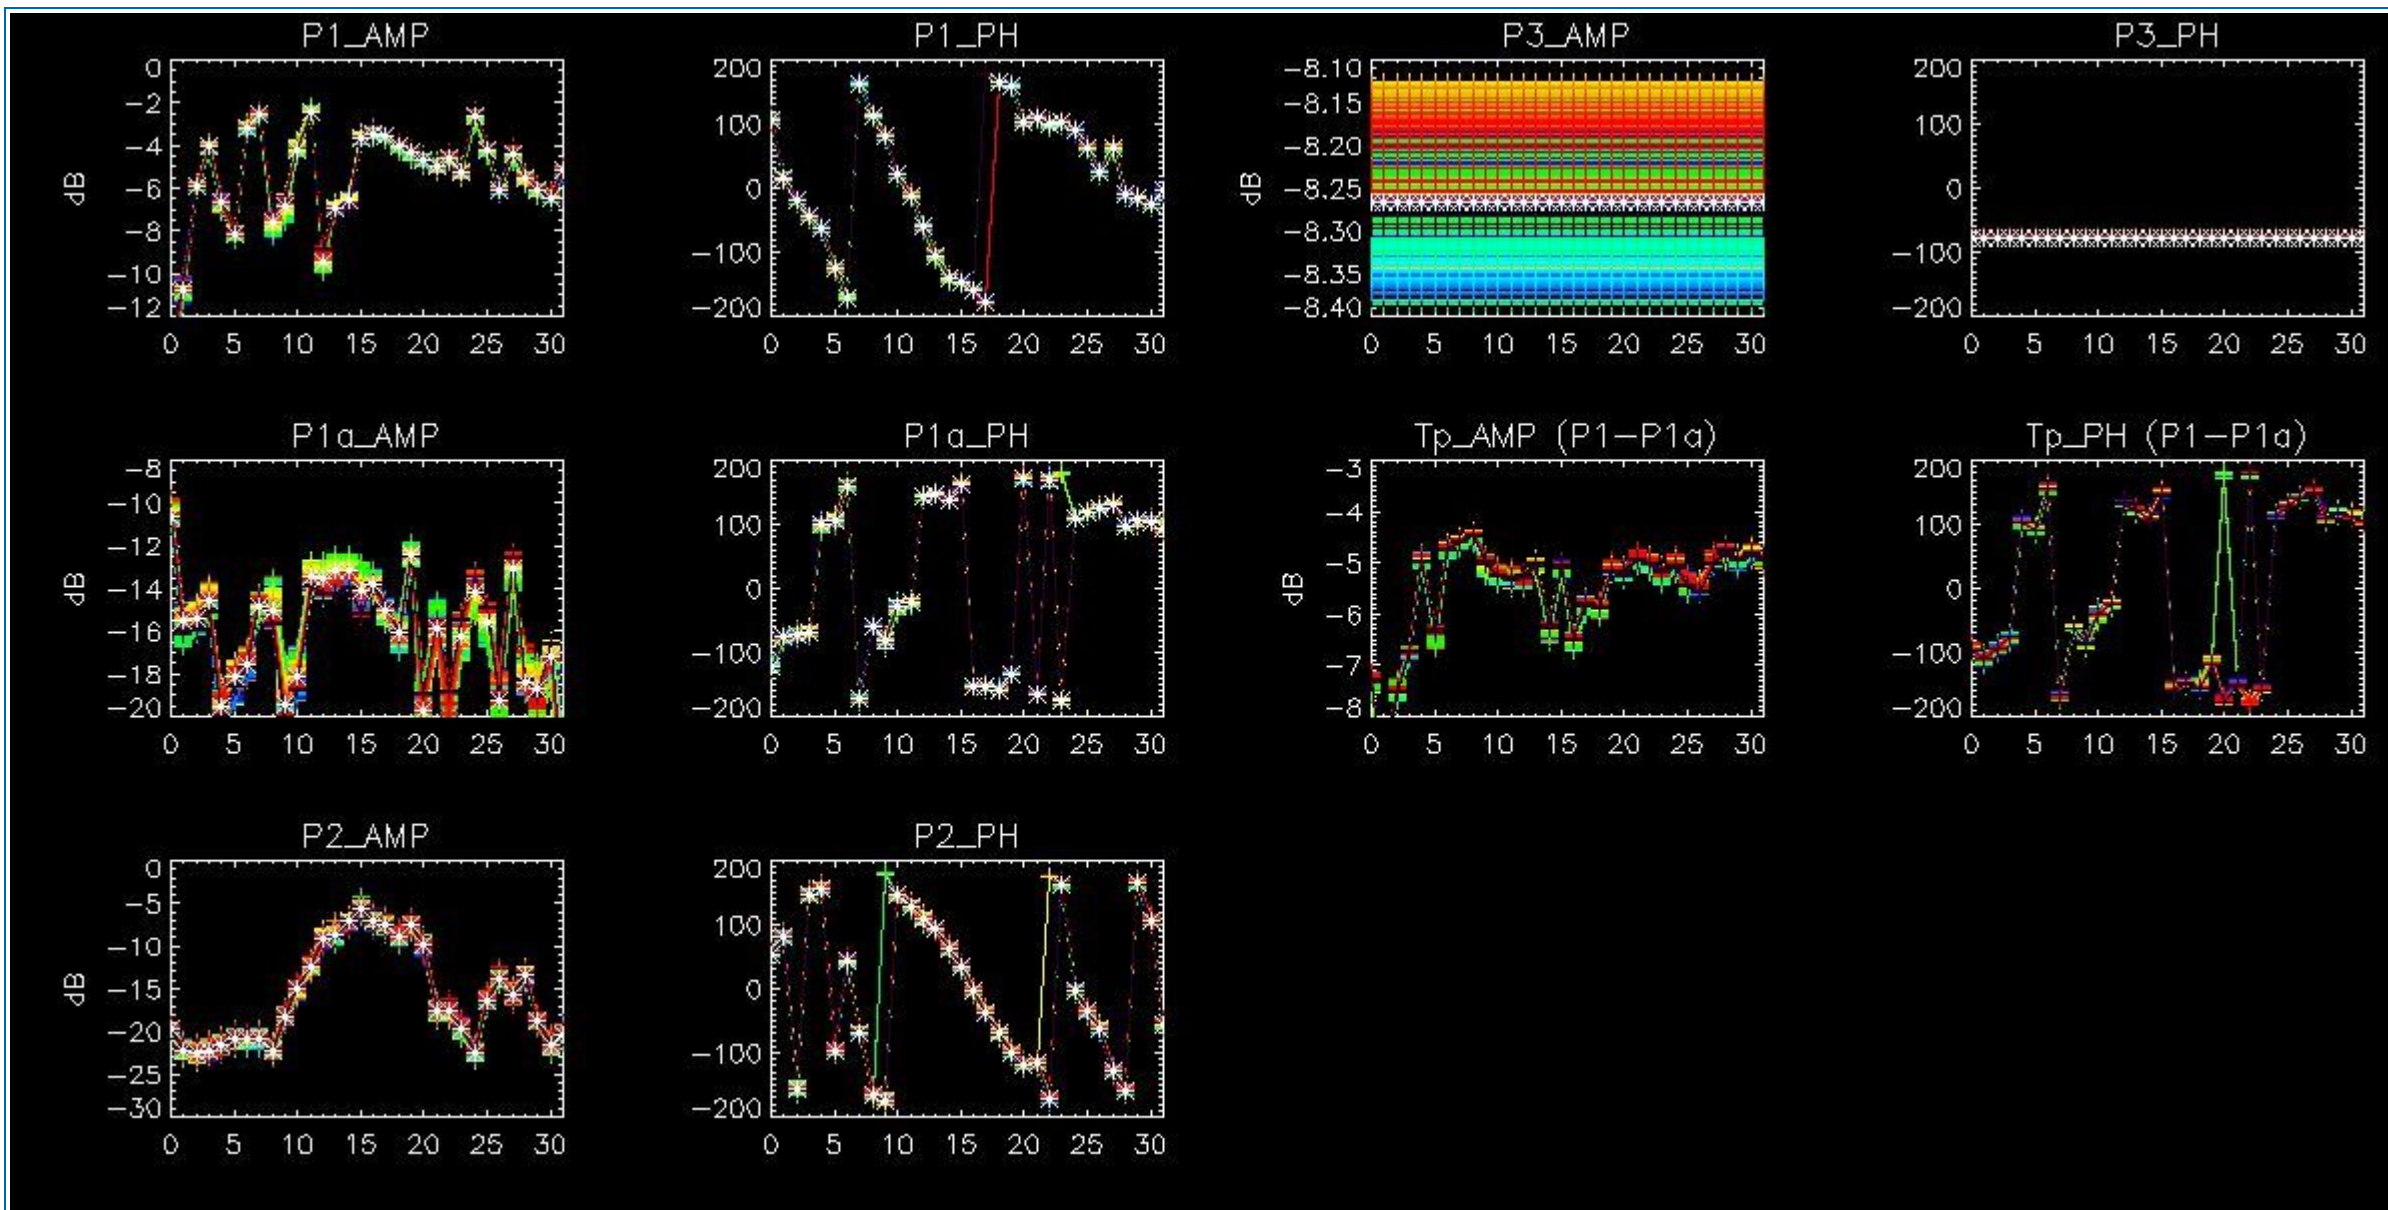 P1_AMP P1_PH P3_AMP P3_PH
0 200 -8.10 200
-2 -8.15
100 100
-4 -8.20
dB -6 0 dB -8.25 0
-8 -8.30
-100 -100
-10 -8.35
-12 -200 -8.40 -200
0 5 10 15 20 25 30 0 5 10 15 20 25 30 0 5 10 15 20 25 30 0 5 10 15 20 25 30
P1a_AMP P1a_PH Tp_AMP (P1-P1a) Tp_PH (P1-P1a)
-8 200 -3 200
-10 100 -4 100
-12
dB -14 0 dB -5 0
-16 -6
-18 -100 -7 -100
-20 -200 -8 -200
0 5 10 15 20 25 30 0 5 10 15 20 25 30 0 5 10 15 20 25 30 0 5 10 15 20 25 30
P2_AMP P2_PH
0 200
-5 100
-10
dB -15 0
-20 -100
-25
-30 -200
0 5 10 15 20 25 30 0 5 10 15 20 25 30